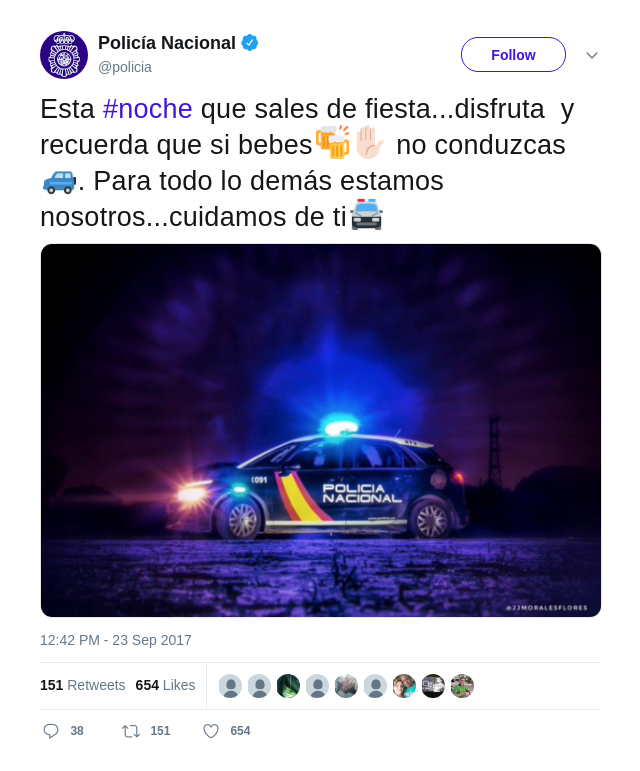 Policía Nacional
@policia
Follow
Esta #noche que sales de fiesta...disfruta y
recuerda que si bebes🍻✋🏻 no conduzcas
🚙. Para todo lo demás estamos
nosotros...cuidamos de ti🚔
POLICIA
NACIONAL
@JJMORALESFLORES
12:42 PM - 23 Sep 2017
151 Retweets 654 Likes
38 151 654